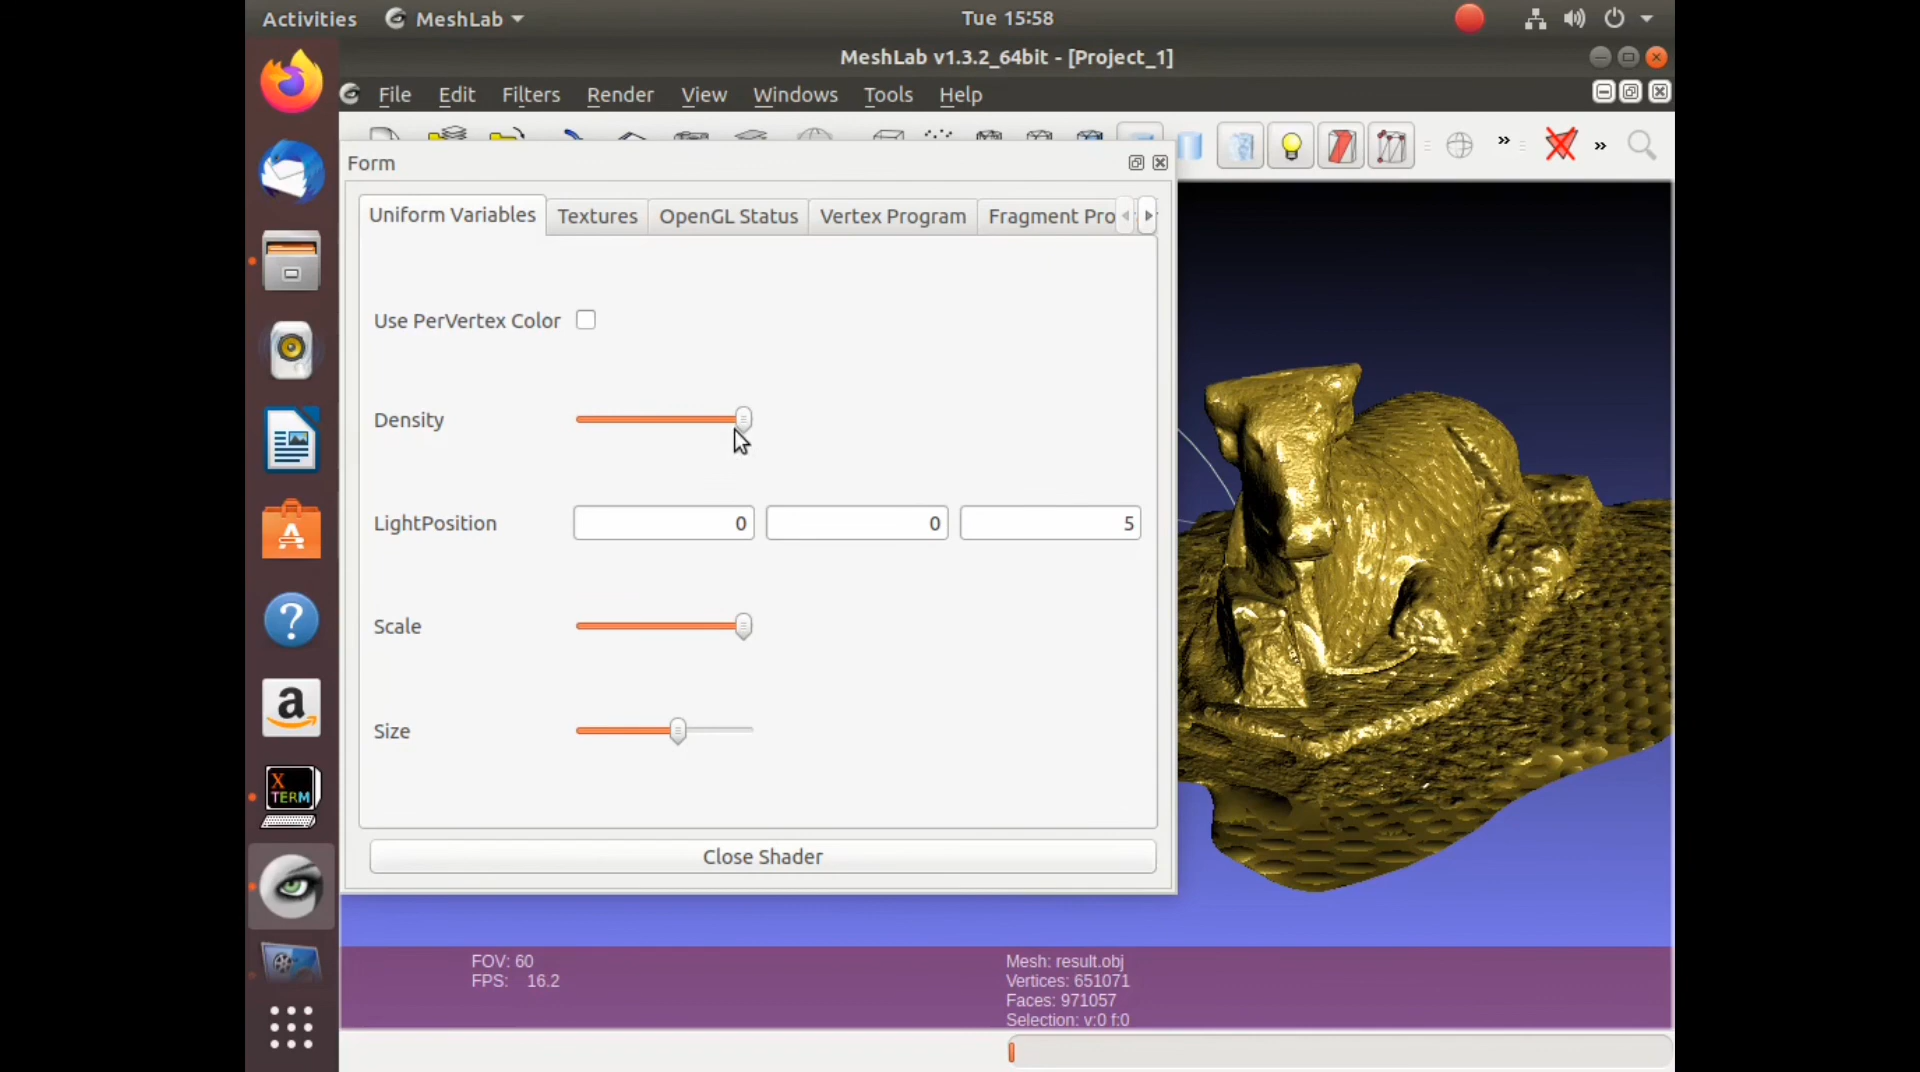 Activities MeshLab Tue 15:58
MeshLab v1.3.2_64bit - [Project_1]
File Edit Filters Render View Windows Tools Help
Form
Uniform Variables Textures OpenGL Status Vertex Program Fragment Pro
Use PerVertex Color
Density
LightPosition 0 0 5
Scale
Size
Close Shader
FOV: 60
FPS: 16.2
Mesh: result.obj
Vertices: 651071
Faces: 971057
Selection: v:0 f:0
A
?
a
X
TERM